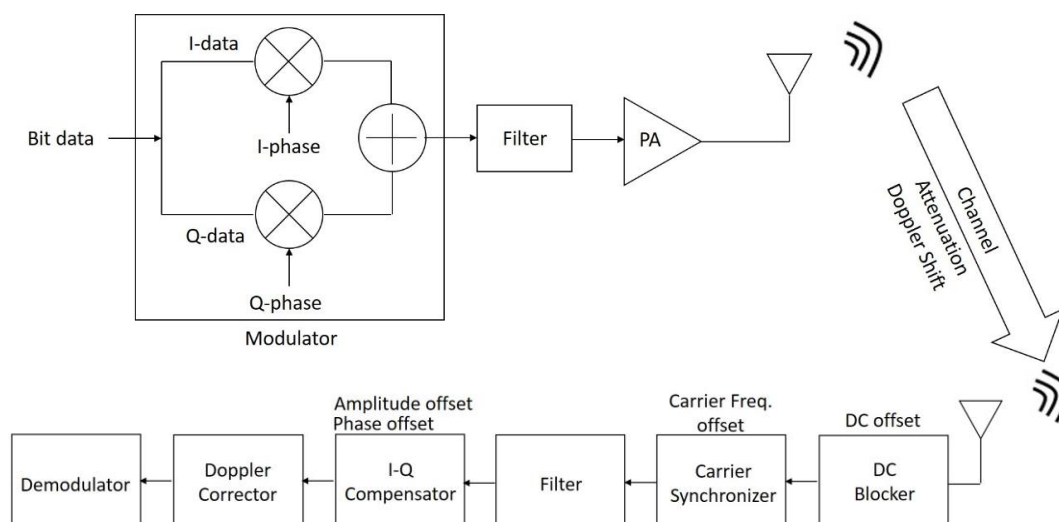 I-data
Bit data
I-phase
Filter
PA
Q-data
Q-phase
Modulator
Channel
Attenuation
Doppler Shift
Amplitude offset
Phase offset
Carrier Freq.
offset
DC offset
Demodulator
Doppler
Corrector
I-Q
Compensator
Filter
Carrier
Synchronizer
DC
Blocker